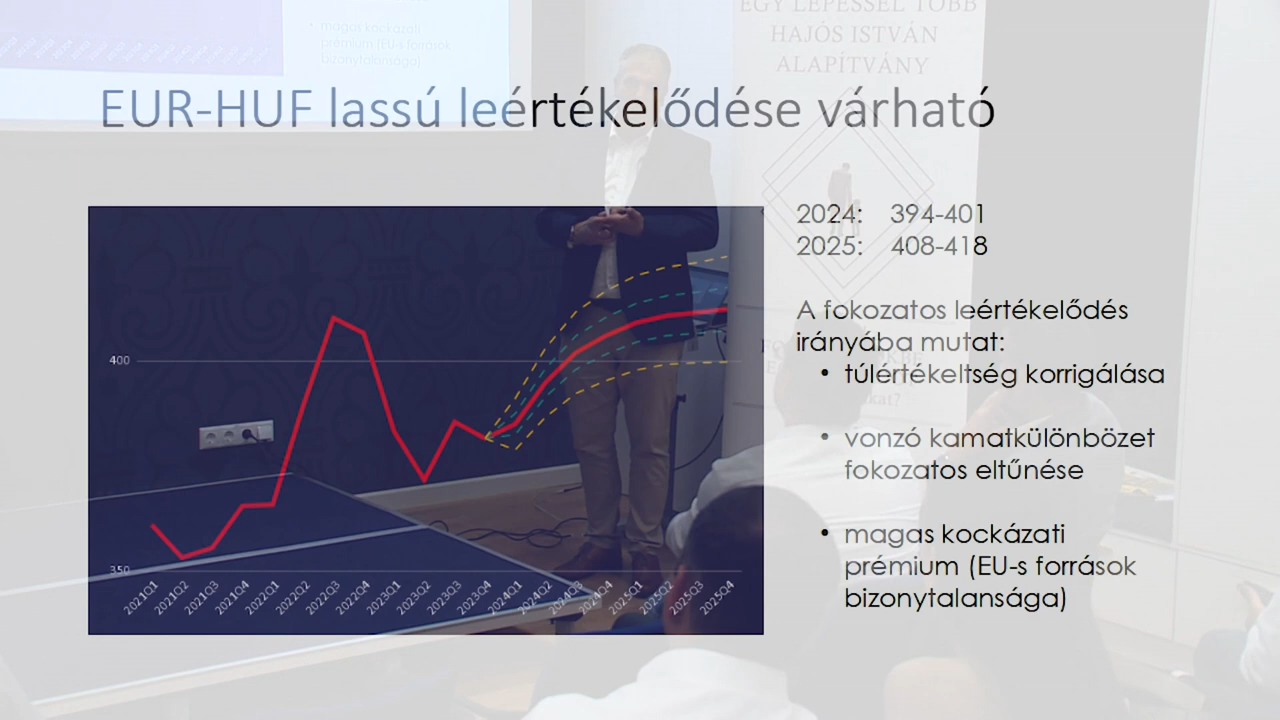 magas kockázati
prémium (EU-s források
bizonytalansága)
EGY LÉPÉSSEL TÖBB
HAJÓS ISTVÁN
ALAPÍTVÁNY
EUR-HUF lassú leértékelődése várható
2024: 394-401
2025: 408-418
A fokozatos leértékelődés
irányába mutat:
• túlértékeltség korrigálása
• vonzó kamatkülönbözet
fokozatos eltűnése
• magas kockázati
prémium (EU-s források
bizonytalansága)
400
350
2021Q1 2021Q2 2021Q3 2021Q4 2022Q1 2022Q2 2022Q3 2022Q4 2023Q1 2023Q2 2023Q3 2023Q4 2024Q1 2024Q2 2024Q3 2024Q4 2025Q1 2025Q2 2025Q3 2025Q4